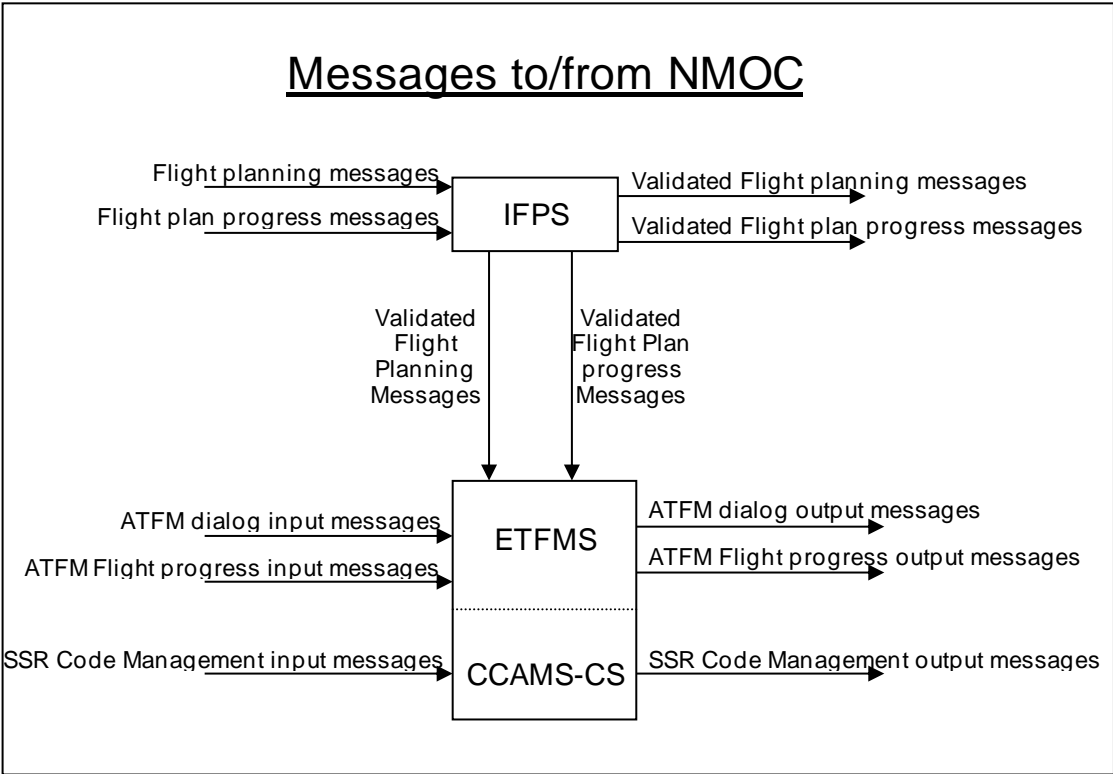 Messages to/from NMOC
Flight planning messages
Validated Flight planning messages
IFPS
Flight plan progress messages
Validated Flight plan progress messages
Validated
Flight
Planning
Messages
Validated
Flight Plan
progress
Messages
ATFM dialog input messages
ATFM dialog output messages
ETFMS
ATFM Flight progress input messages
ATFM Flight progress output messages
SSR Code Management input messages
CCAMS-CS
SSR Code Management output messages